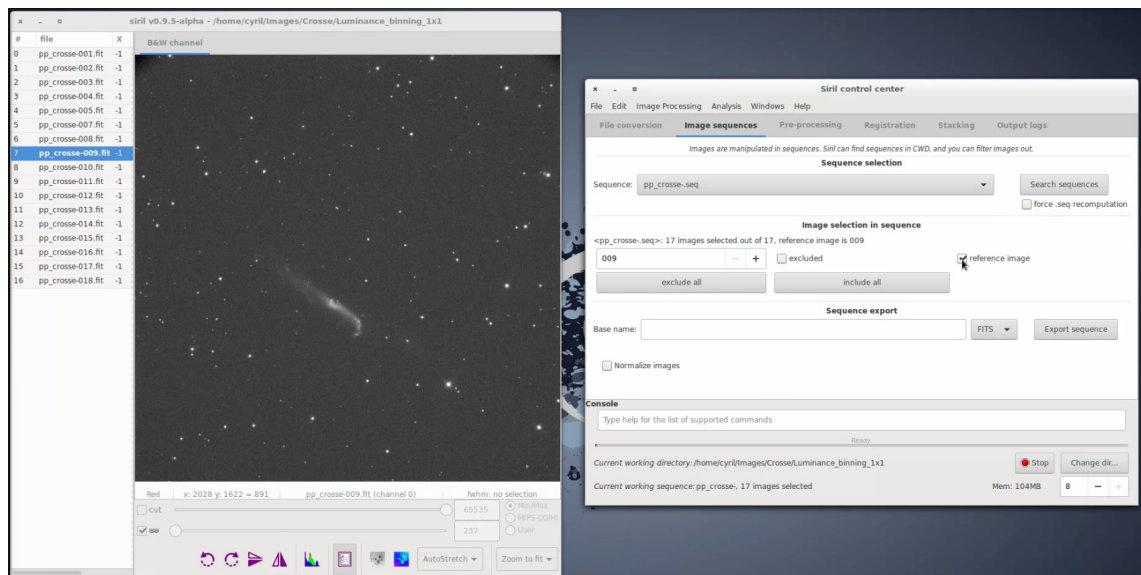 siril v0.9.5-alpha - /home/cyril/Images/Crosse/Luminance_binning_1x1
# file X
B&W channel
0 pp_crosse-001.fit -1
1 pp_crosse-002.fit -1
2 pp_crosse-003.fit -1
3 pp_crosse-004.fit -1
4 pp_crosse-005.fit -1
5 pp_crosse-007.fit -1
6 pp_crosse-008.fit -1
7 pp_crosse-009.fit -1
8 pp_crosse-010.fit -1
9 pp_crosse-011.fit -1
10 pp_crosse-012.fit -1
11 pp_crosse-013.fit -1
12 pp_crosse-014.fit -1
13 pp_crosse-015.fit -1
14 pp_crosse-016.fit -1
15 pp_crosse-017.fit -1
16 pp_crosse-018.fit -1
Red x: 2028 y: 1622 = 891 pp_crosse-009.fit (channel 0) fwhm: no selection
cut 65535 Min/Max
MIPS-LO/HI
237 User
AutoStretch Zoom to fit
Siril control center
File Edit Image Processing Analysis Windows Help
File conversion Image sequences Pre-processing Registration Stacking Output logs
Images are manipulated in sequences. Siril can find sequences in CWD, and you can filter images out.
Sequence selection
Sequence: pp_crosse-.seq Search sequences
force .seq recomputation
Image selection in sequence
<pp_crosse-.seq>: 17 images selected out of 17, reference image is 009
009 − + excluded reference image
exclude all include all
Sequence export
Base name: FITS Export sequence
Normalize images
Console
Type help for the list of supported commands
Ready.
Current working directory: /home/cyril/Images/Crosse/Luminance_binning_1x1 Stop Change dir...
Current working sequence: pp_crosse-, 17 images selected Mem: 104MB 8 − +